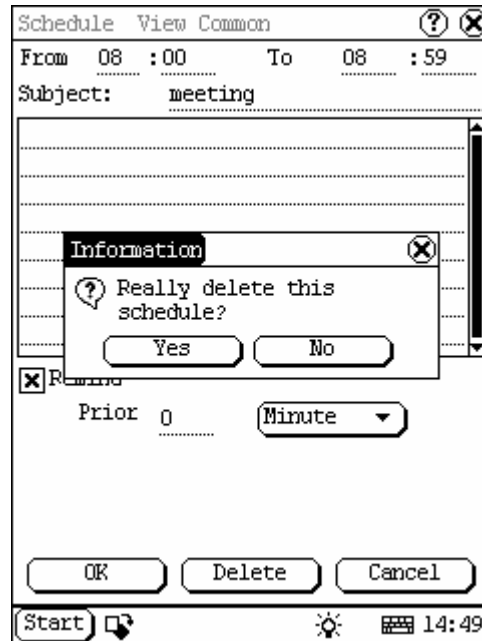 Schedule View Common ?
From 08 :00 To 08 :59
Subject: meeting
Information
? Really delete this
schedule?
Yes No
Remind
Prior 0 Minute
OK Delete Cancel
Start 14:49